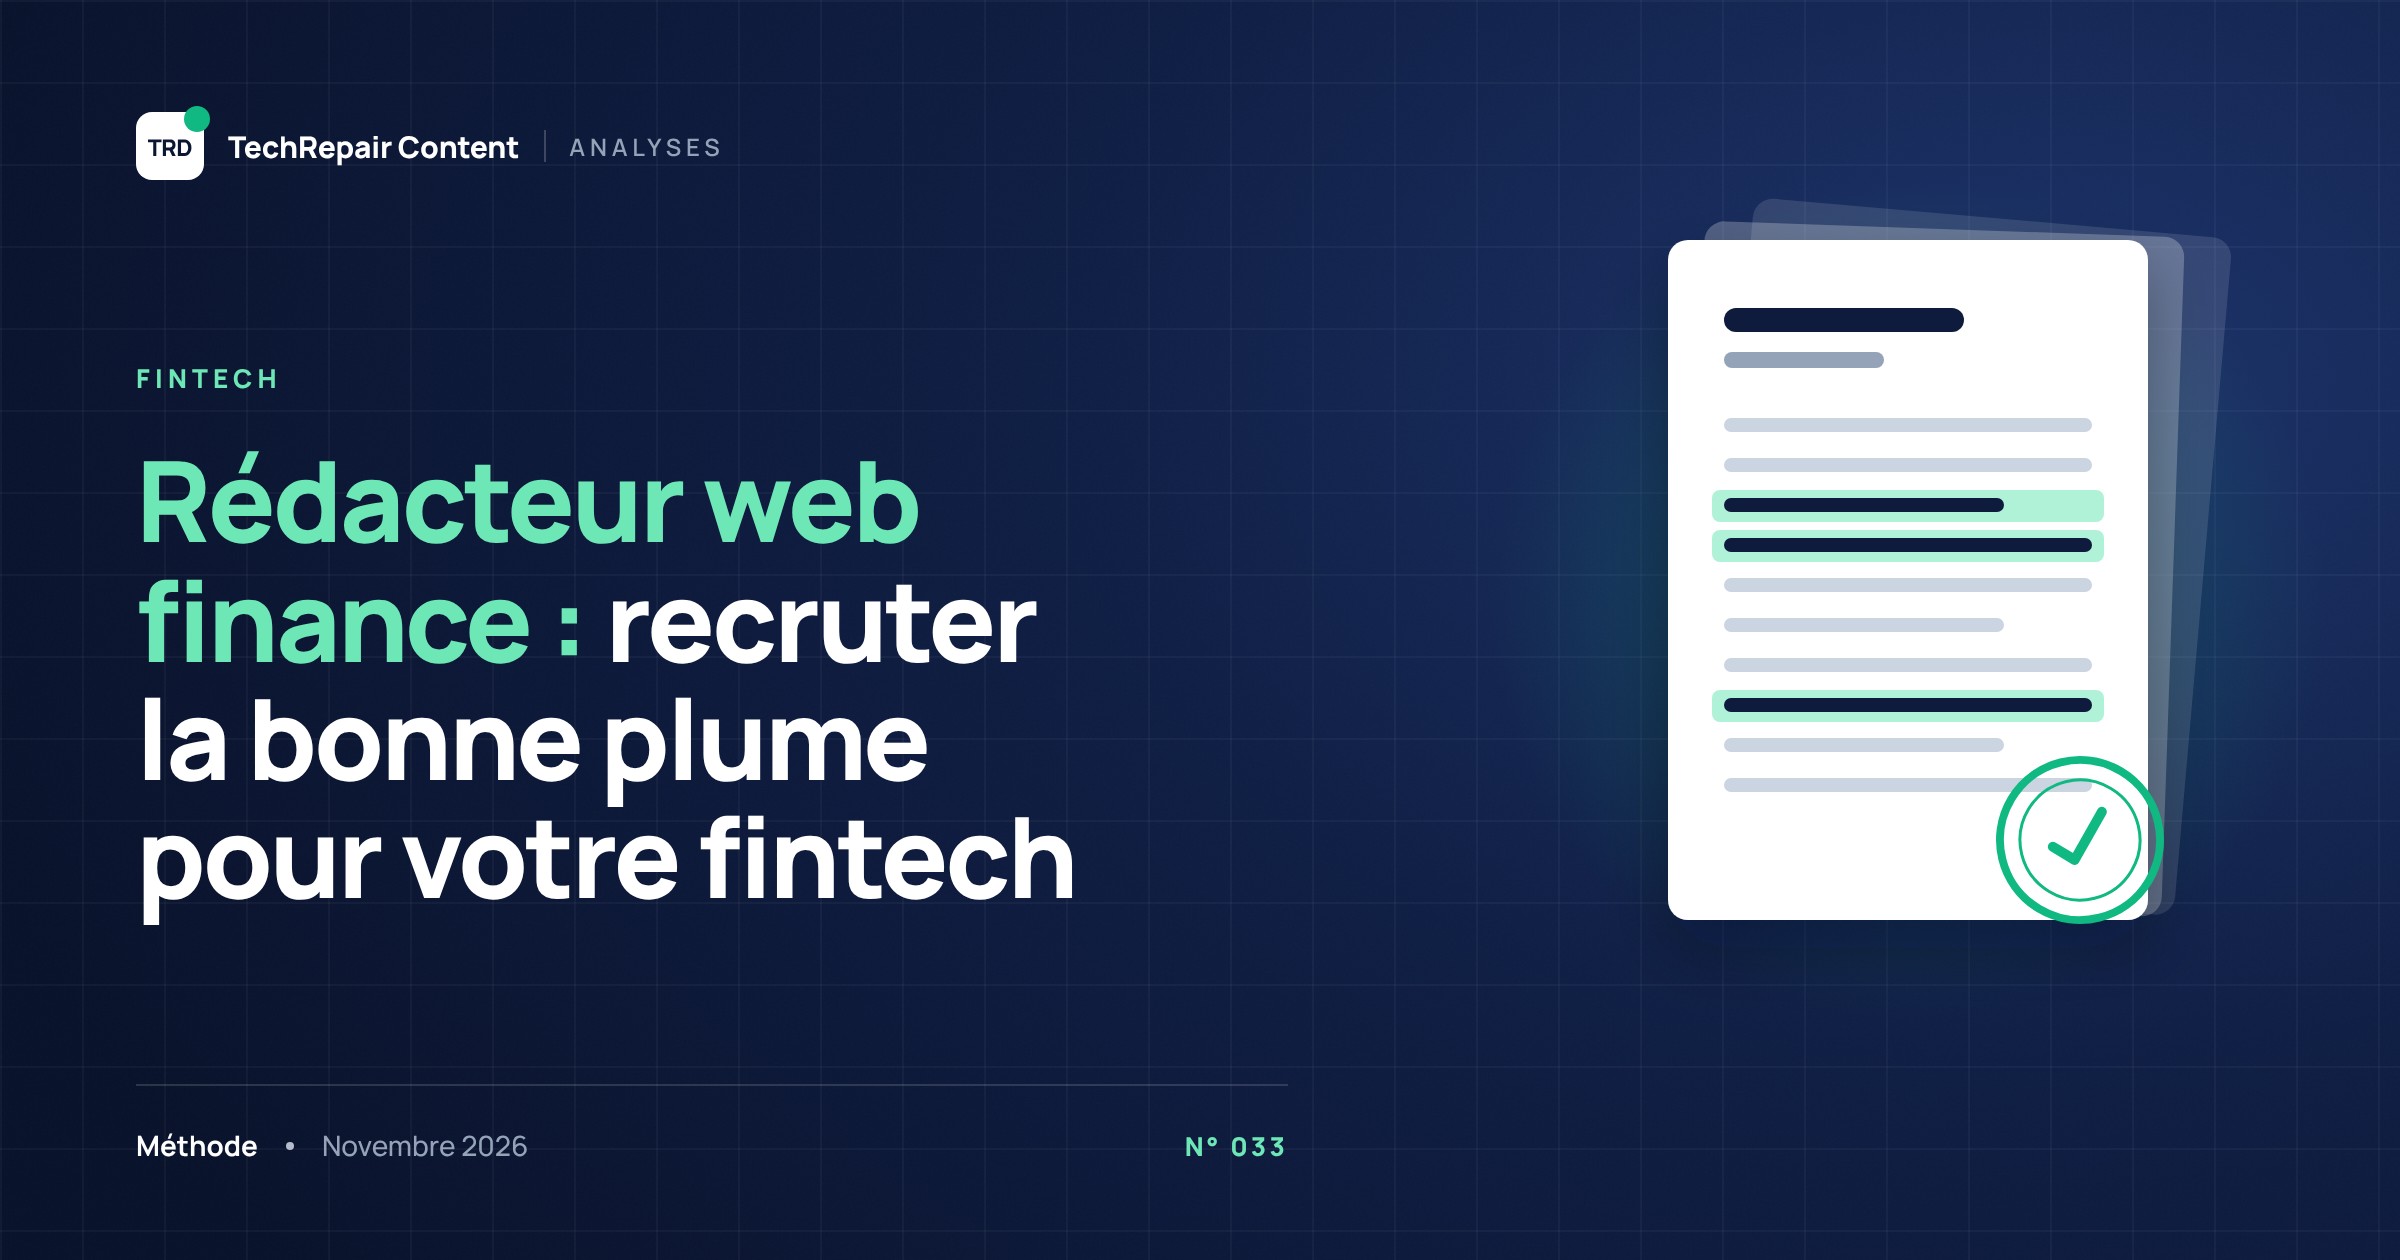 TRD TechRepair Content ANALYSES
FINTECH
Rédacteur web
finance : recruter
la bonne plume
pour votre fintech
Méthode • Novembre 2026 N° 033